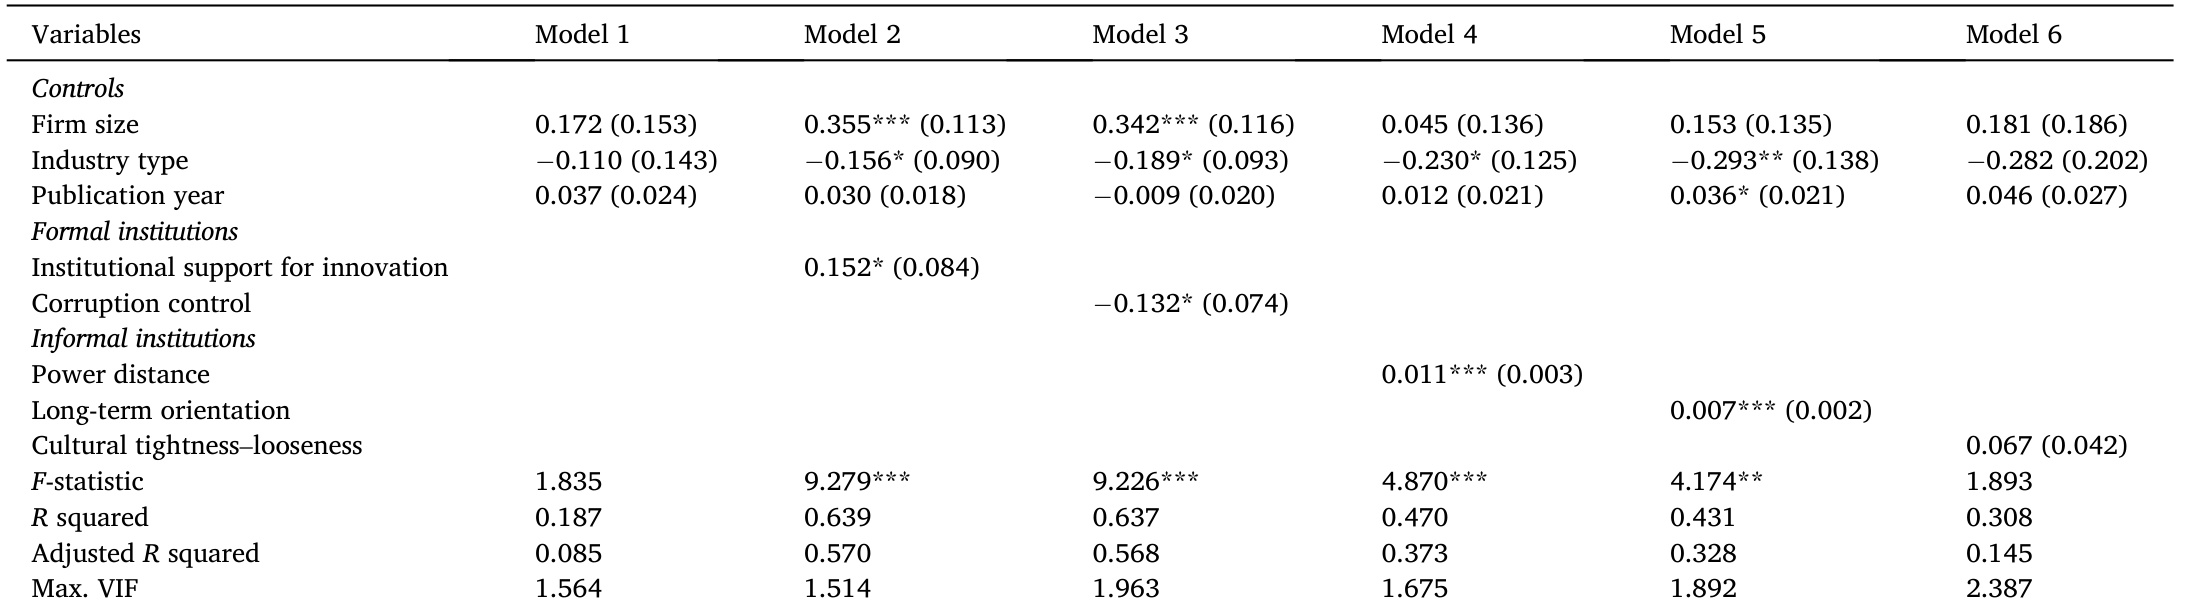 Variables Model 1 Model 2 Model 3 Model 4 Model 5 Model 6
Controls
Firm size 0.172 (0.153) 0.355*** (0.113) 0.342*** (0.116) 0.045 (0.136) 0.153 (0.135) 0.181 (0.186)
Industry type −0.110 (0.143) −0.156* (0.090) −0.189* (0.093) −0.230* (0.125) −0.293** (0.138) −0.282 (0.202)
Publication year 0.037 (0.024) 0.030 (0.018) −0.009 (0.020) 0.012 (0.021) 0.036* (0.021) 0.046 (0.027)
Formal institutions
Institutional support for innovation 0.152* (0.084)
Corruption control −0.132* (0.074)
Informal institutions
Power distance 0.011*** (0.003)
Long-term orientation 0.007*** (0.002)
Cultural tightness–looseness 0.067 (0.042)
F-statistic 1.835 9.279*** 9.226*** 4.870*** 4.174** 1.893
R squared 0.187 0.639 0.637 0.470 0.431 0.308
Adjusted R squared 0.085 0.570 0.568 0.373 0.328 0.145
Max. VIF 1.564 1.514 1.963 1.675 1.892 2.387